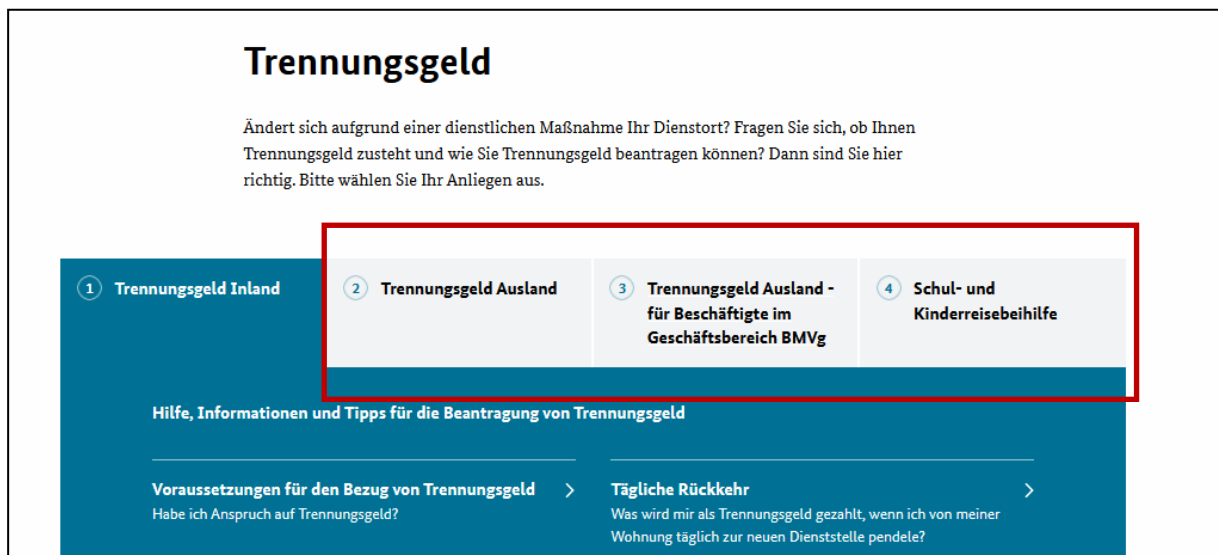 Trennungsgeld
Ändert sich aufgrund einer dienstlichen Maßnahme Ihr Dienstort? Fragen Sie sich, ob Ihnen
Trennungsgeld zusteht und wie Sie Trennungsgeld beantragen können? Dann sind Sie hier
richtig. Bitte wählen Sie Ihr Anliegen aus.
1 Trennungsgeld Inland
2 Trennungsgeld Ausland
3 Trennungsgeld Ausland -
für Beschäftigte im
Geschäftsbereich BMVg
4 Schul- und
Kinderreisebeihilfe
Hilfe, Informationen und Tipps für die Beantragung von Trennungsgeld
Voraussetzungen für den Bezug von Trennungsgeld
Habe ich Anspruch auf Trennungsgeld?
Tägliche Rückkehr
Was wird mir als Trennungsgeld gezahlt, wenn ich von meiner
Wohnung täglich zur neuen Dienststelle pendele?